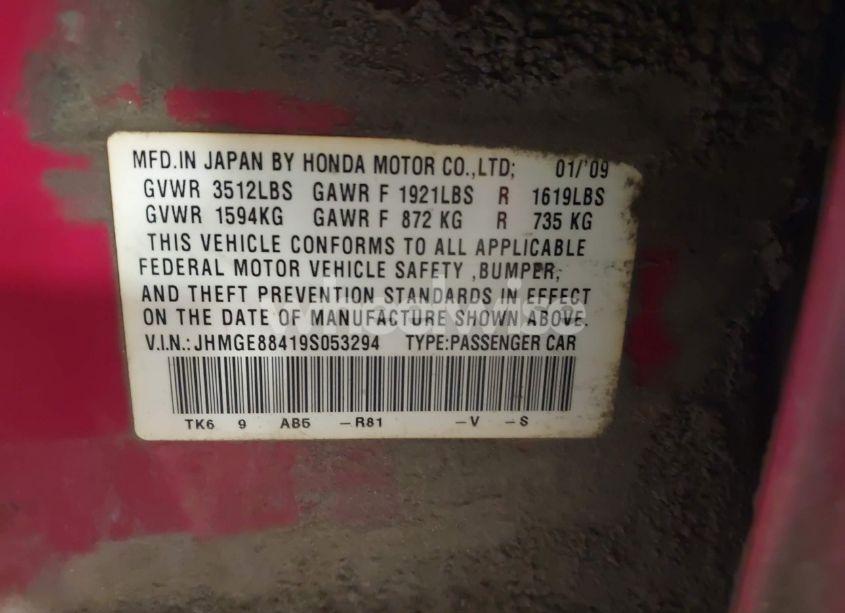 MFD.IN JAPAN BY HONDA MOTOR CO.,LTD; 01/'09
GVWR 3512LBS GAWR F 1921LBS R 1619LBS
GVWR 1594KG GAWR F 872 KG R 735 KG
THIS VEHICLE CONFORMS TO ALL APPLICABLE
FEDERAL MOTOR VEHICLE SAFETY ,BUMPER,
AND THEFT PREVENTION STANDARDS IN EFFECT
ON THE DATE OF MANUFACTURE SHOWN ABOVE.
V.I.N.:JHMGE88419S053294 TYPE:PASSENGER CAR
TK6 9 AB5 –R81 –V –S